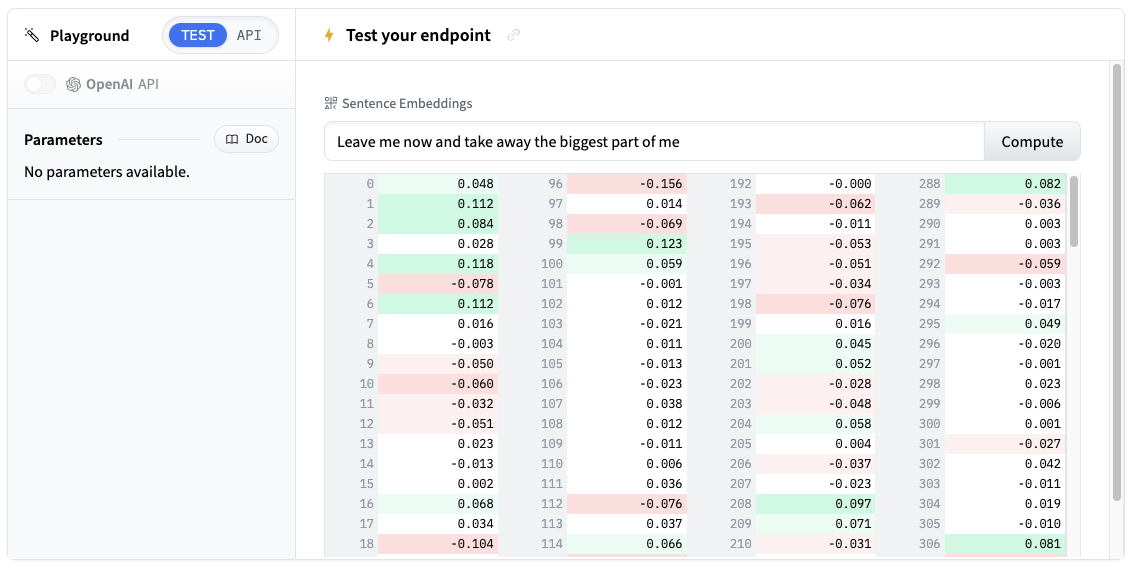 Playground TEST API
Test your endpoint
OpenAI API
Parameters Doc
No parameters available.
Sentence Embeddings
Leave me now and take away the biggest part of me Compute
0 0.048 96 -0.156 192 -0.000 288 0.082
1 0.112 97 0.014 193 -0.062 289 -0.036
2 0.084 98 -0.069 194 -0.011 290 0.003
3 0.028 99 0.123 195 -0.053 291 0.003
4 0.118 100 0.059 196 -0.051 292 -0.059
5 -0.078 101 -0.001 197 -0.034 293 -0.003
6 0.112 102 0.012 198 -0.076 294 -0.017
7 0.016 103 -0.021 199 0.016 295 0.049
8 -0.003 104 0.011 200 0.045 296 -0.020
9 -0.050 105 -0.013 201 0.052 297 -0.001
10 -0.060 106 -0.023 202 -0.028 298 0.023
11 -0.032 107 0.038 203 -0.048 299 -0.006
12 -0.051 108 0.012 204 0.058 300 0.001
13 0.023 109 -0.011 205 0.004 301 -0.027
14 -0.013 110 0.006 206 -0.037 302 0.042
15 0.002 111 0.036 207 -0.023 303 -0.011
16 0.068 112 -0.076 208 0.097 304 0.019
17 0.034 113 0.037 209 0.071 305 -0.010
18 -0.104 114 0.066 210 -0.031 306 0.081